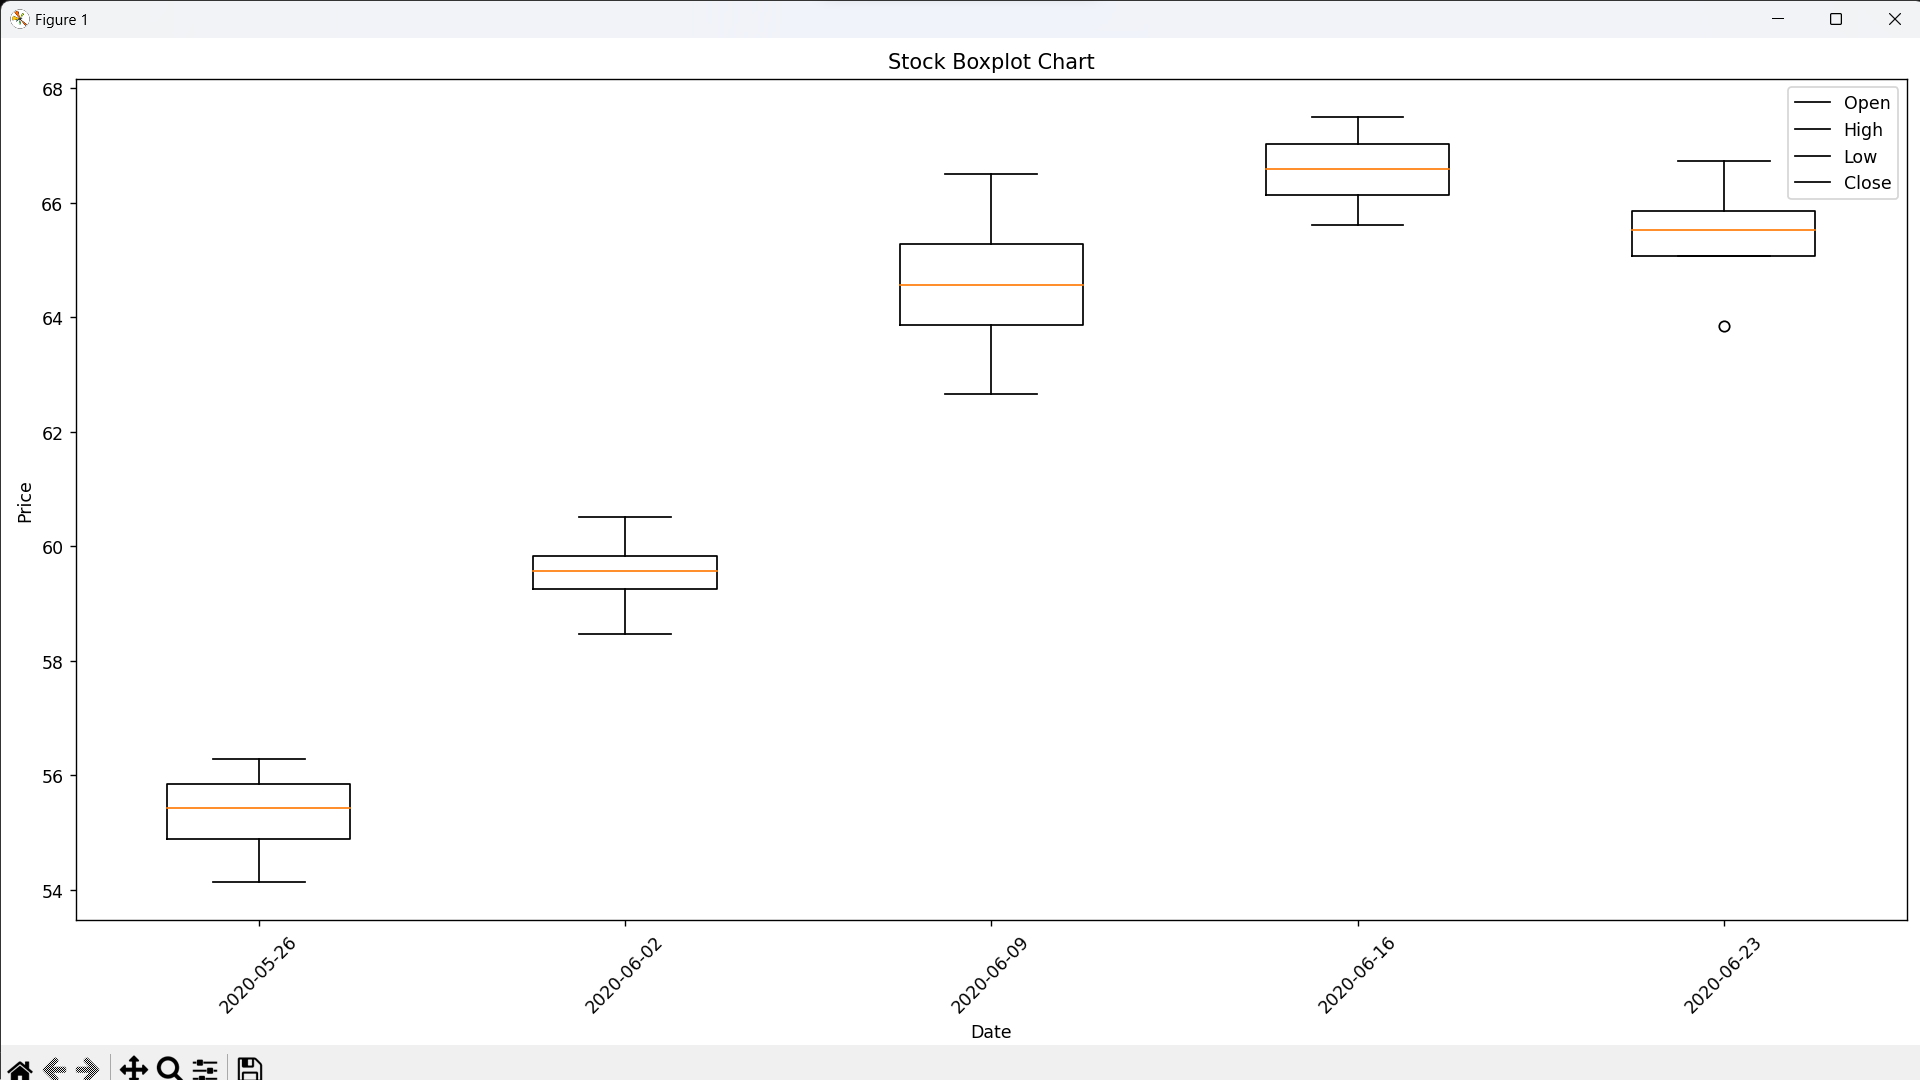 Figure 1
Stock Boxplot Chart
Open
High
Low
Close
68
66
64
62
60
58
56
54
Price
2020-05-26
2020-06-02
2020-06-09
2020-06-16
2020-06-23
Date